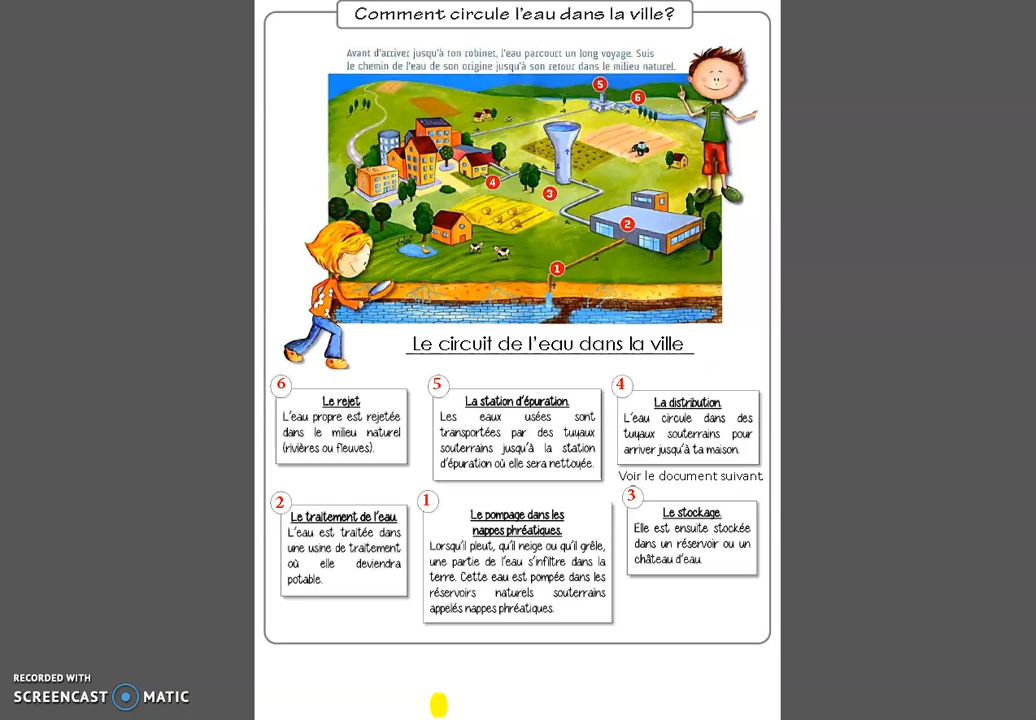 Comment circule l'eau dans la ville?
Avant d'arriver jusqu'à ton robinet, l'eau parcourt un long voyage. Suis
le chemin de l'eau de son origine jusqu'à son retour dans le milieu naturel.
5
6
4
3
2
1
Le circuit de l'eau dans la ville
6
Le rejet
L'eau propre est rejetée
dans le milieu naturel
(rivières ou fleuves).
5
La station d'épuration.
Les eaux usées sont
transportées par des tuyaux
souterrains jusqu'à la station
d'épuration où elle sera nettoyée.
4
La distribution.
L'eau circule dans des
tuyaux souterrains pour
arriver jusqu'à ta maison.
Voir le document suivant
2
Le traitement de l'eau.
L'eau est traitée dans
une usine de traitement
où elle deviendra
potable.
1
Le pompage dans les
nappes phréatiques.
Lorsqu'il pleut, qu'il neige ou qu'il grêle,
une partie de l'eau s'infiltre dans la
terre. Cette eau est pompée dans les
réservoirs naturels souterrains
appelés nappes phréatiques.
3
Le stockage.
Elle est ensuite stockée
dans un réservoir ou un
château d'eau.
RECORDED WITH
SCREENCAST MATIC